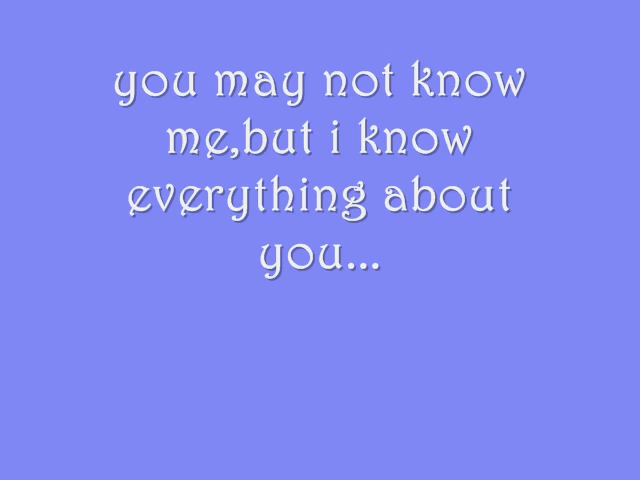 you may not know
me,but i know
everything about
you...